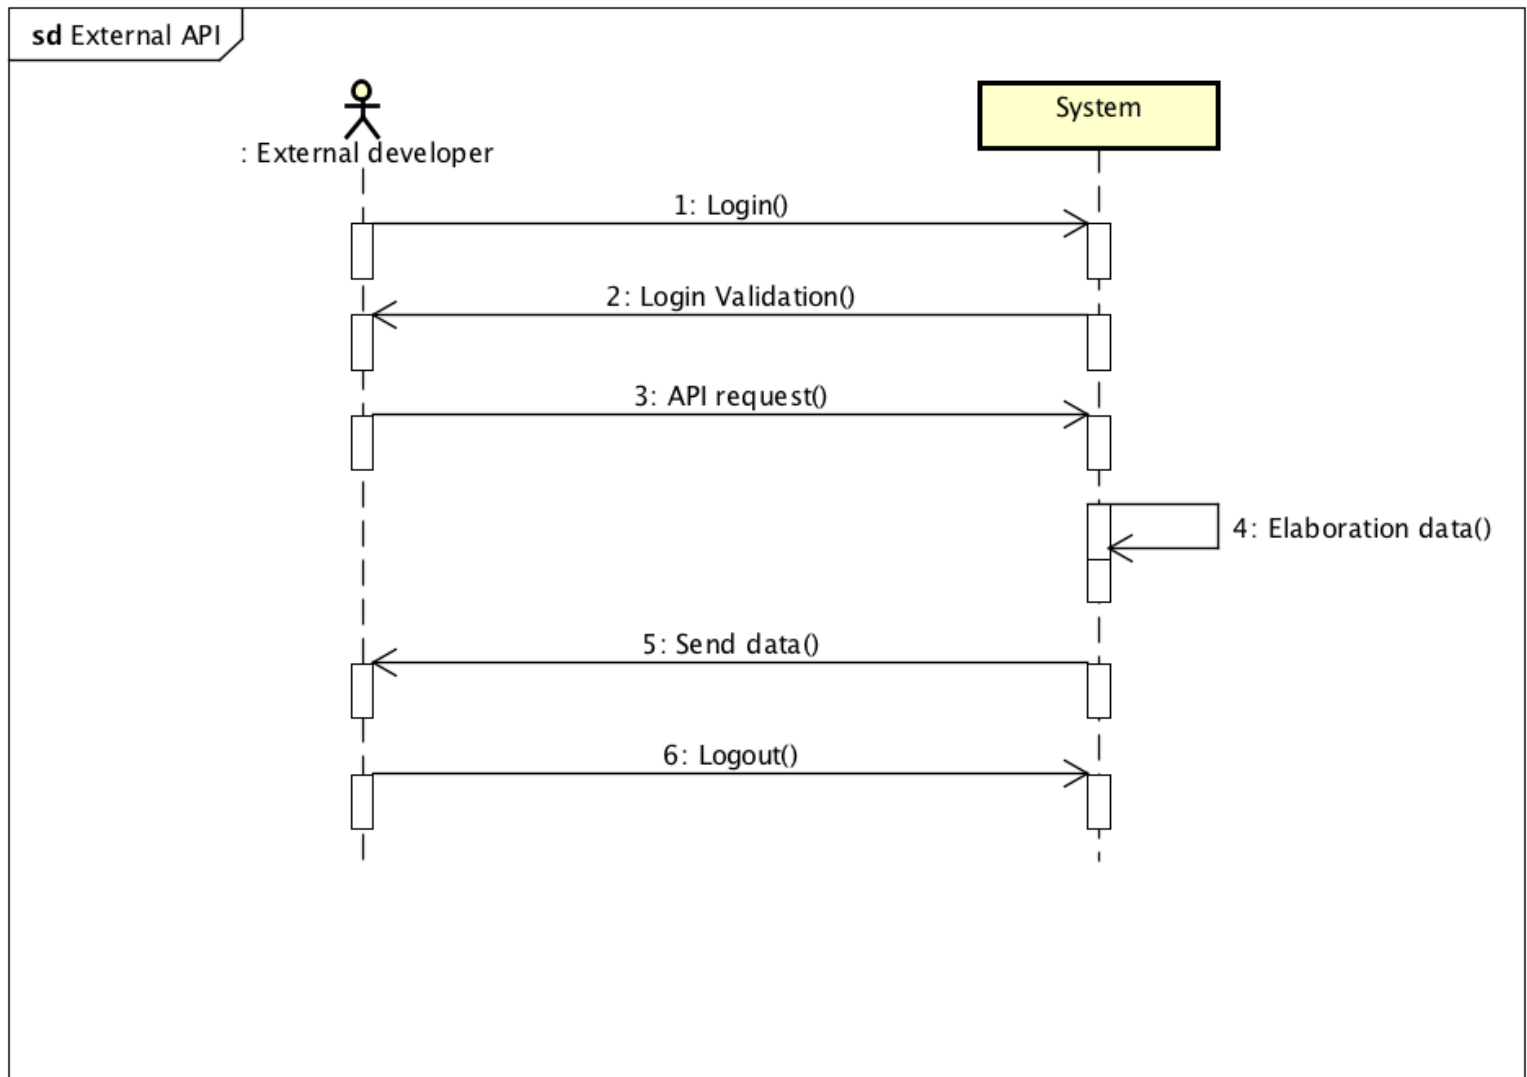 sd External API
: External developer
System
1: Login()
2: Login Validation()
3: API request()
4: Elaboration data()
5: Send data()
6: Logout()